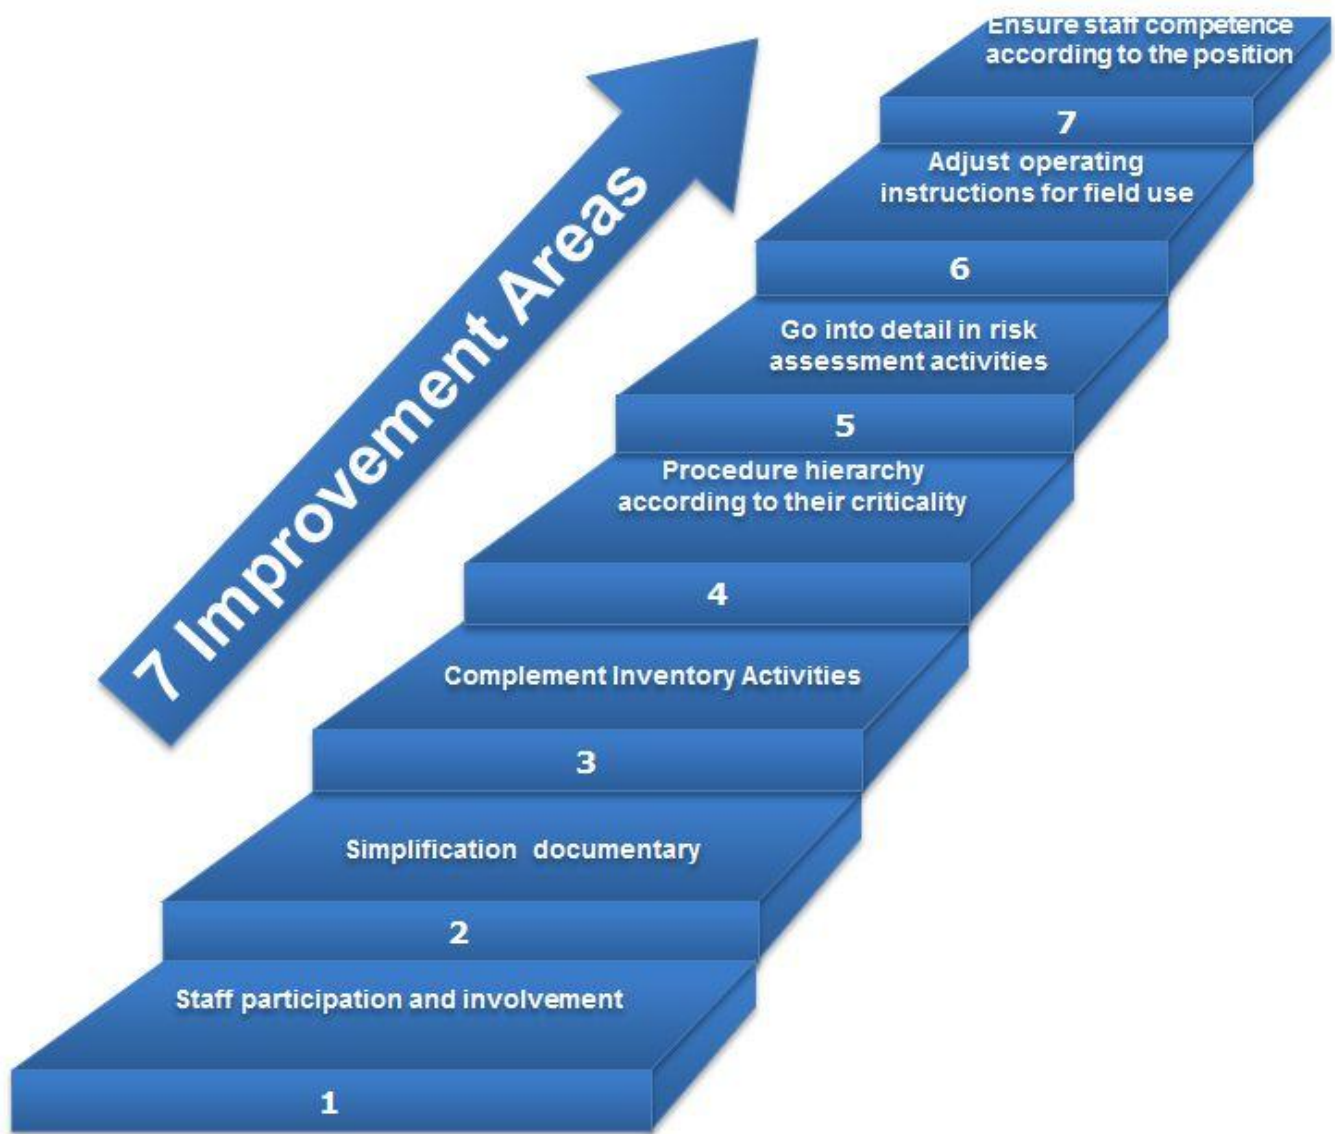 7 Improvement Areas
Ensure staff competence
according to the position
7
Adjust operating
instructions for field use
6
Go into detail in risk
assessment activities
5
Procedure hierarchy
according to their criticality
4
Complement Inventory Activities
3
Simplification documentary
2
Staff participation and involvement
1